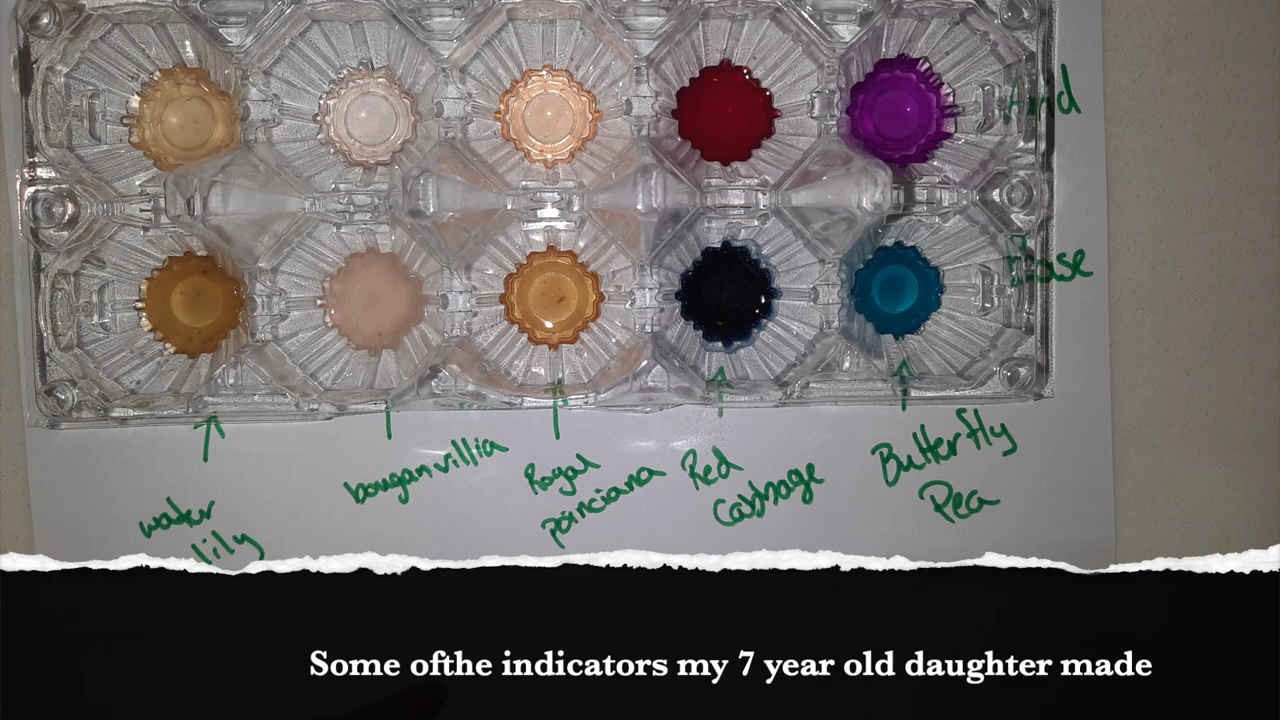 Acid
Base
water
lily
bouganvillia
Royal
poinciana
Red
Cabbage
Butterfly
Pea
Some ofthe indicators my 7 year old daughter made